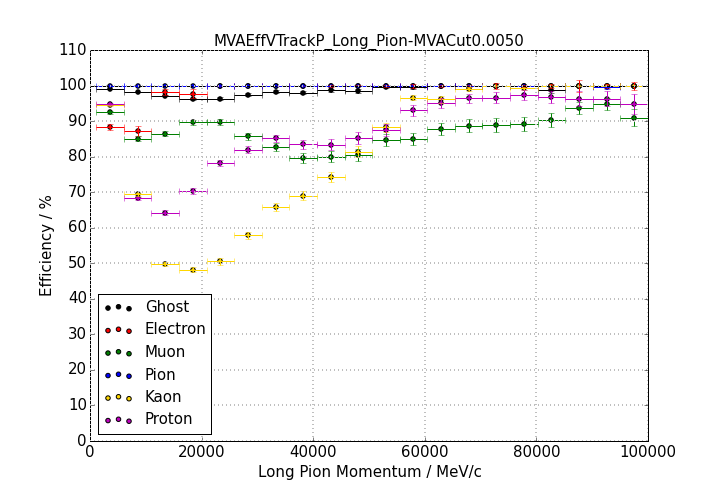 MVAEffVTrackP_Long_Pion-MVACut0.0050
110
100
90
80
70
60
50
40
30
20
10
0
Efficiency / %
Ghost
Electron
Muon
Pion
Kaon
Proton
0 20000 40000 60000 80000 100000
Long Pion Momentum / MeV/c